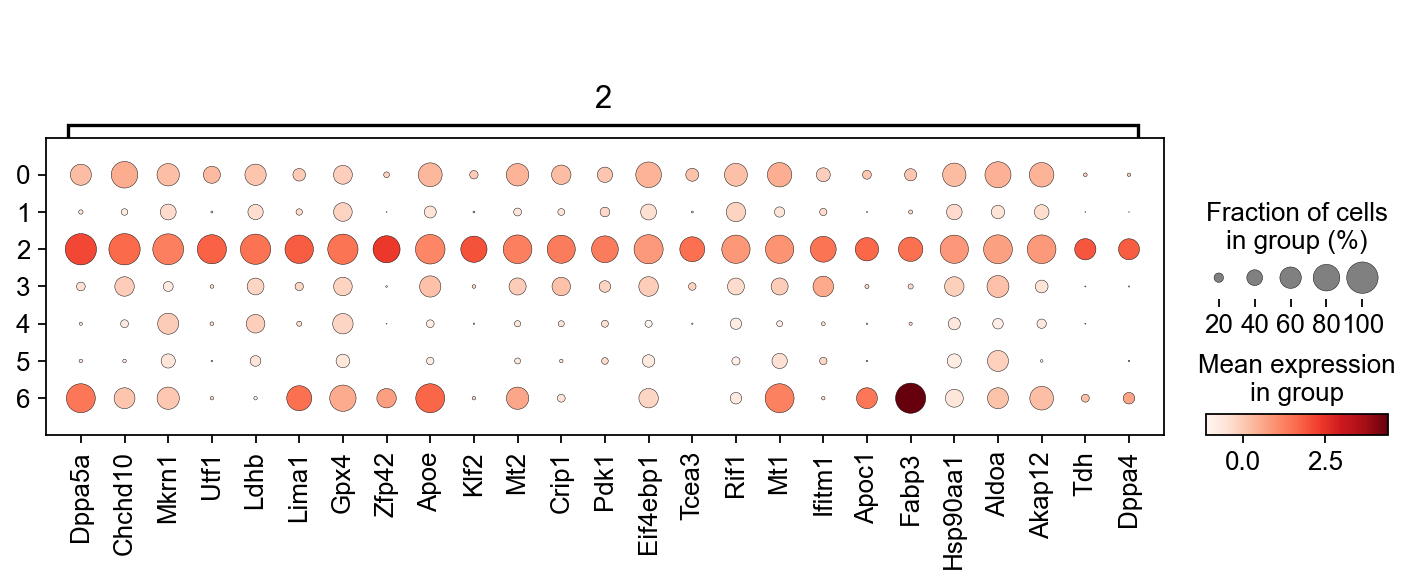 2
0
1
2
3
4
5
6
Dppa5a
Chchd10
Mkrn1
Utf1
Ldhb
Lima1
Gpx4
Zfp42
Apoe
Klf2
Mt2
Crip1
Pdk1
Eif4ebp1
Tcea3
Rif1
Mt1
Ifitm1
Apoc1
Fabp3
Hsp90aa1
Aldoa
Akap12
Tdh
Dppa4
Fraction of cells
in group (%)
20 40 60 80 100
Mean expression
in group
0.0 2.5